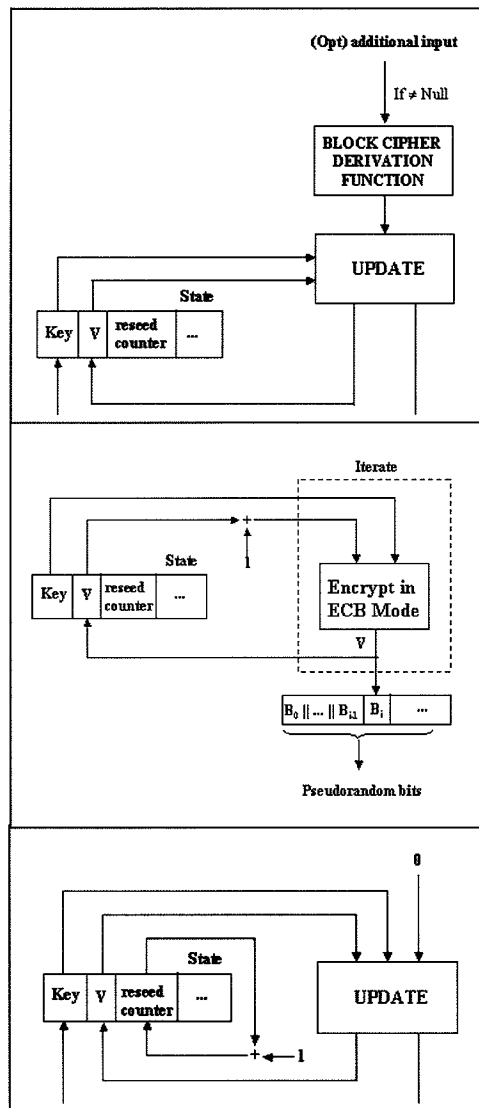 (Opt) additional input
If ≠ Null
BLOCK CIPHER
DERIVATION
FUNCTION
UPDATE
State
Key V reseed counter ...
Iterate
+
1
State
Key V reseed counter ...
Encrypt in
ECB Mode
V
B0 || ... || Bi-1 Bi ...
Pseudorandom bits
0
State
Key V reseed counter ...
UPDATE
+ 1